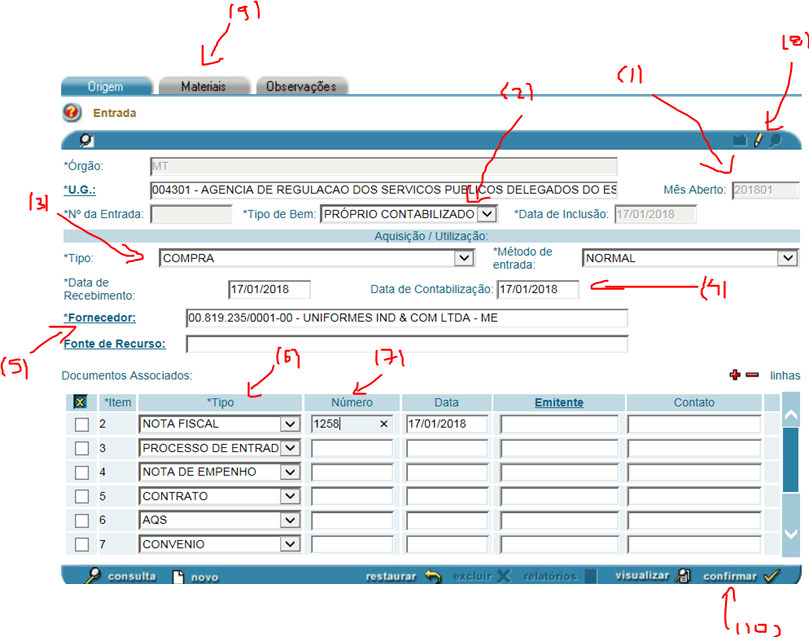 (9)
(8)
(1)
Origem Materiais Observações
Entrada
(2)
*Órgão: MT
*U.G.: 004301 - AGENCIA DE REGULACAO DOS SERVICOS PUBLICOS DELEGADOS DO ES Mês Aberto: 201801
(3)
*Nº da Entrada: *Tipo de Bem: PRÓPRIO CONTABILIZADO *Data de Inclusão: 17/01/2018
Aquisição / Utilização:
*Tipo: COMPRA *Método de entrada: NORMAL
*Data de Recebimento: 17/01/2018 Data de Contabilização: 17/01/2018 (4)
*Fornecedor: 00.819.235/0001-00 - UNIFORMES IND & COM LTDA - ME
Fonte de Recurso:
(5) (6) (7)
Documentos Associados: linhas
*Item *Tipo Número Data Emitente Contato
2 NOTA FISCAL 1258 17/01/2018
3 PROCESSO DE ENTRAD
4 NOTA DE EMPENHO
5 CONTRATO
6 AQS
7 CONVENIO
consulta novo restaurar excluir relatórios visualizar confirmar
(10)